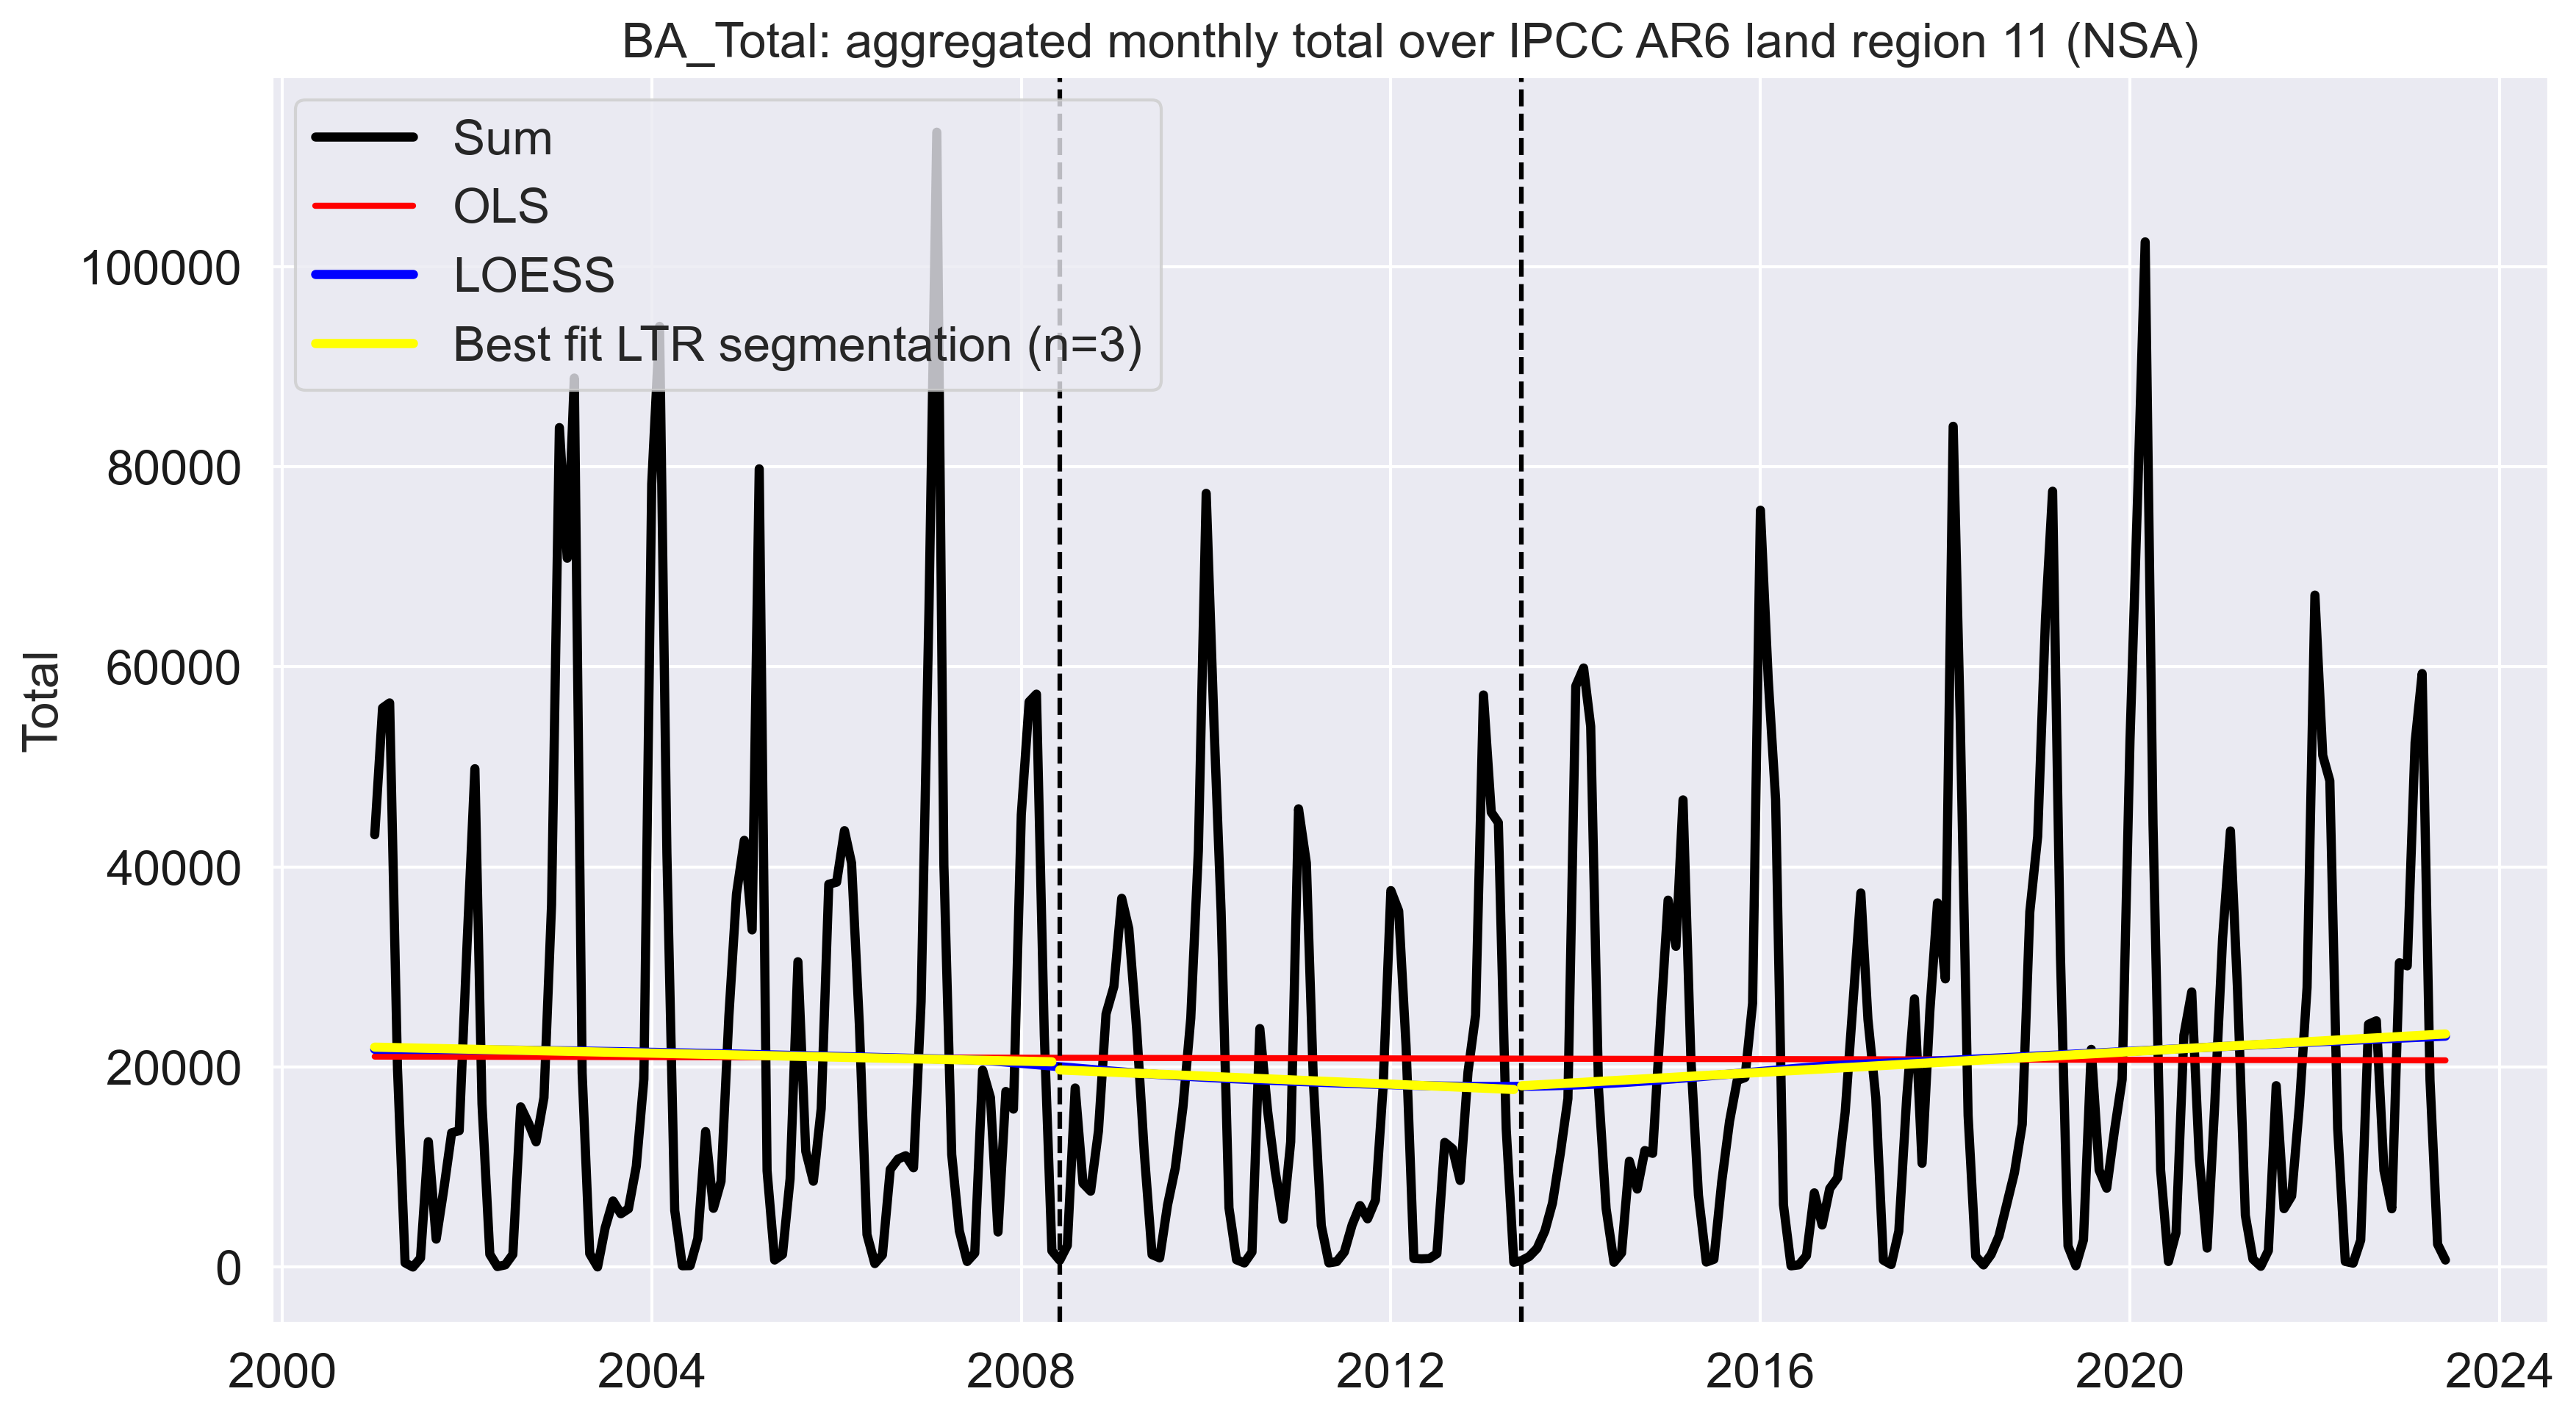 BA_Total: aggregated monthly total over IPCC AR6 land region 11 (NSA)
Sum
OLS
LOESS
Best fit LTR segmentation (n=3)
Total
100000
80000
60000
40000
20000
0
2000 2004 2008 2012 2016 2020 2024